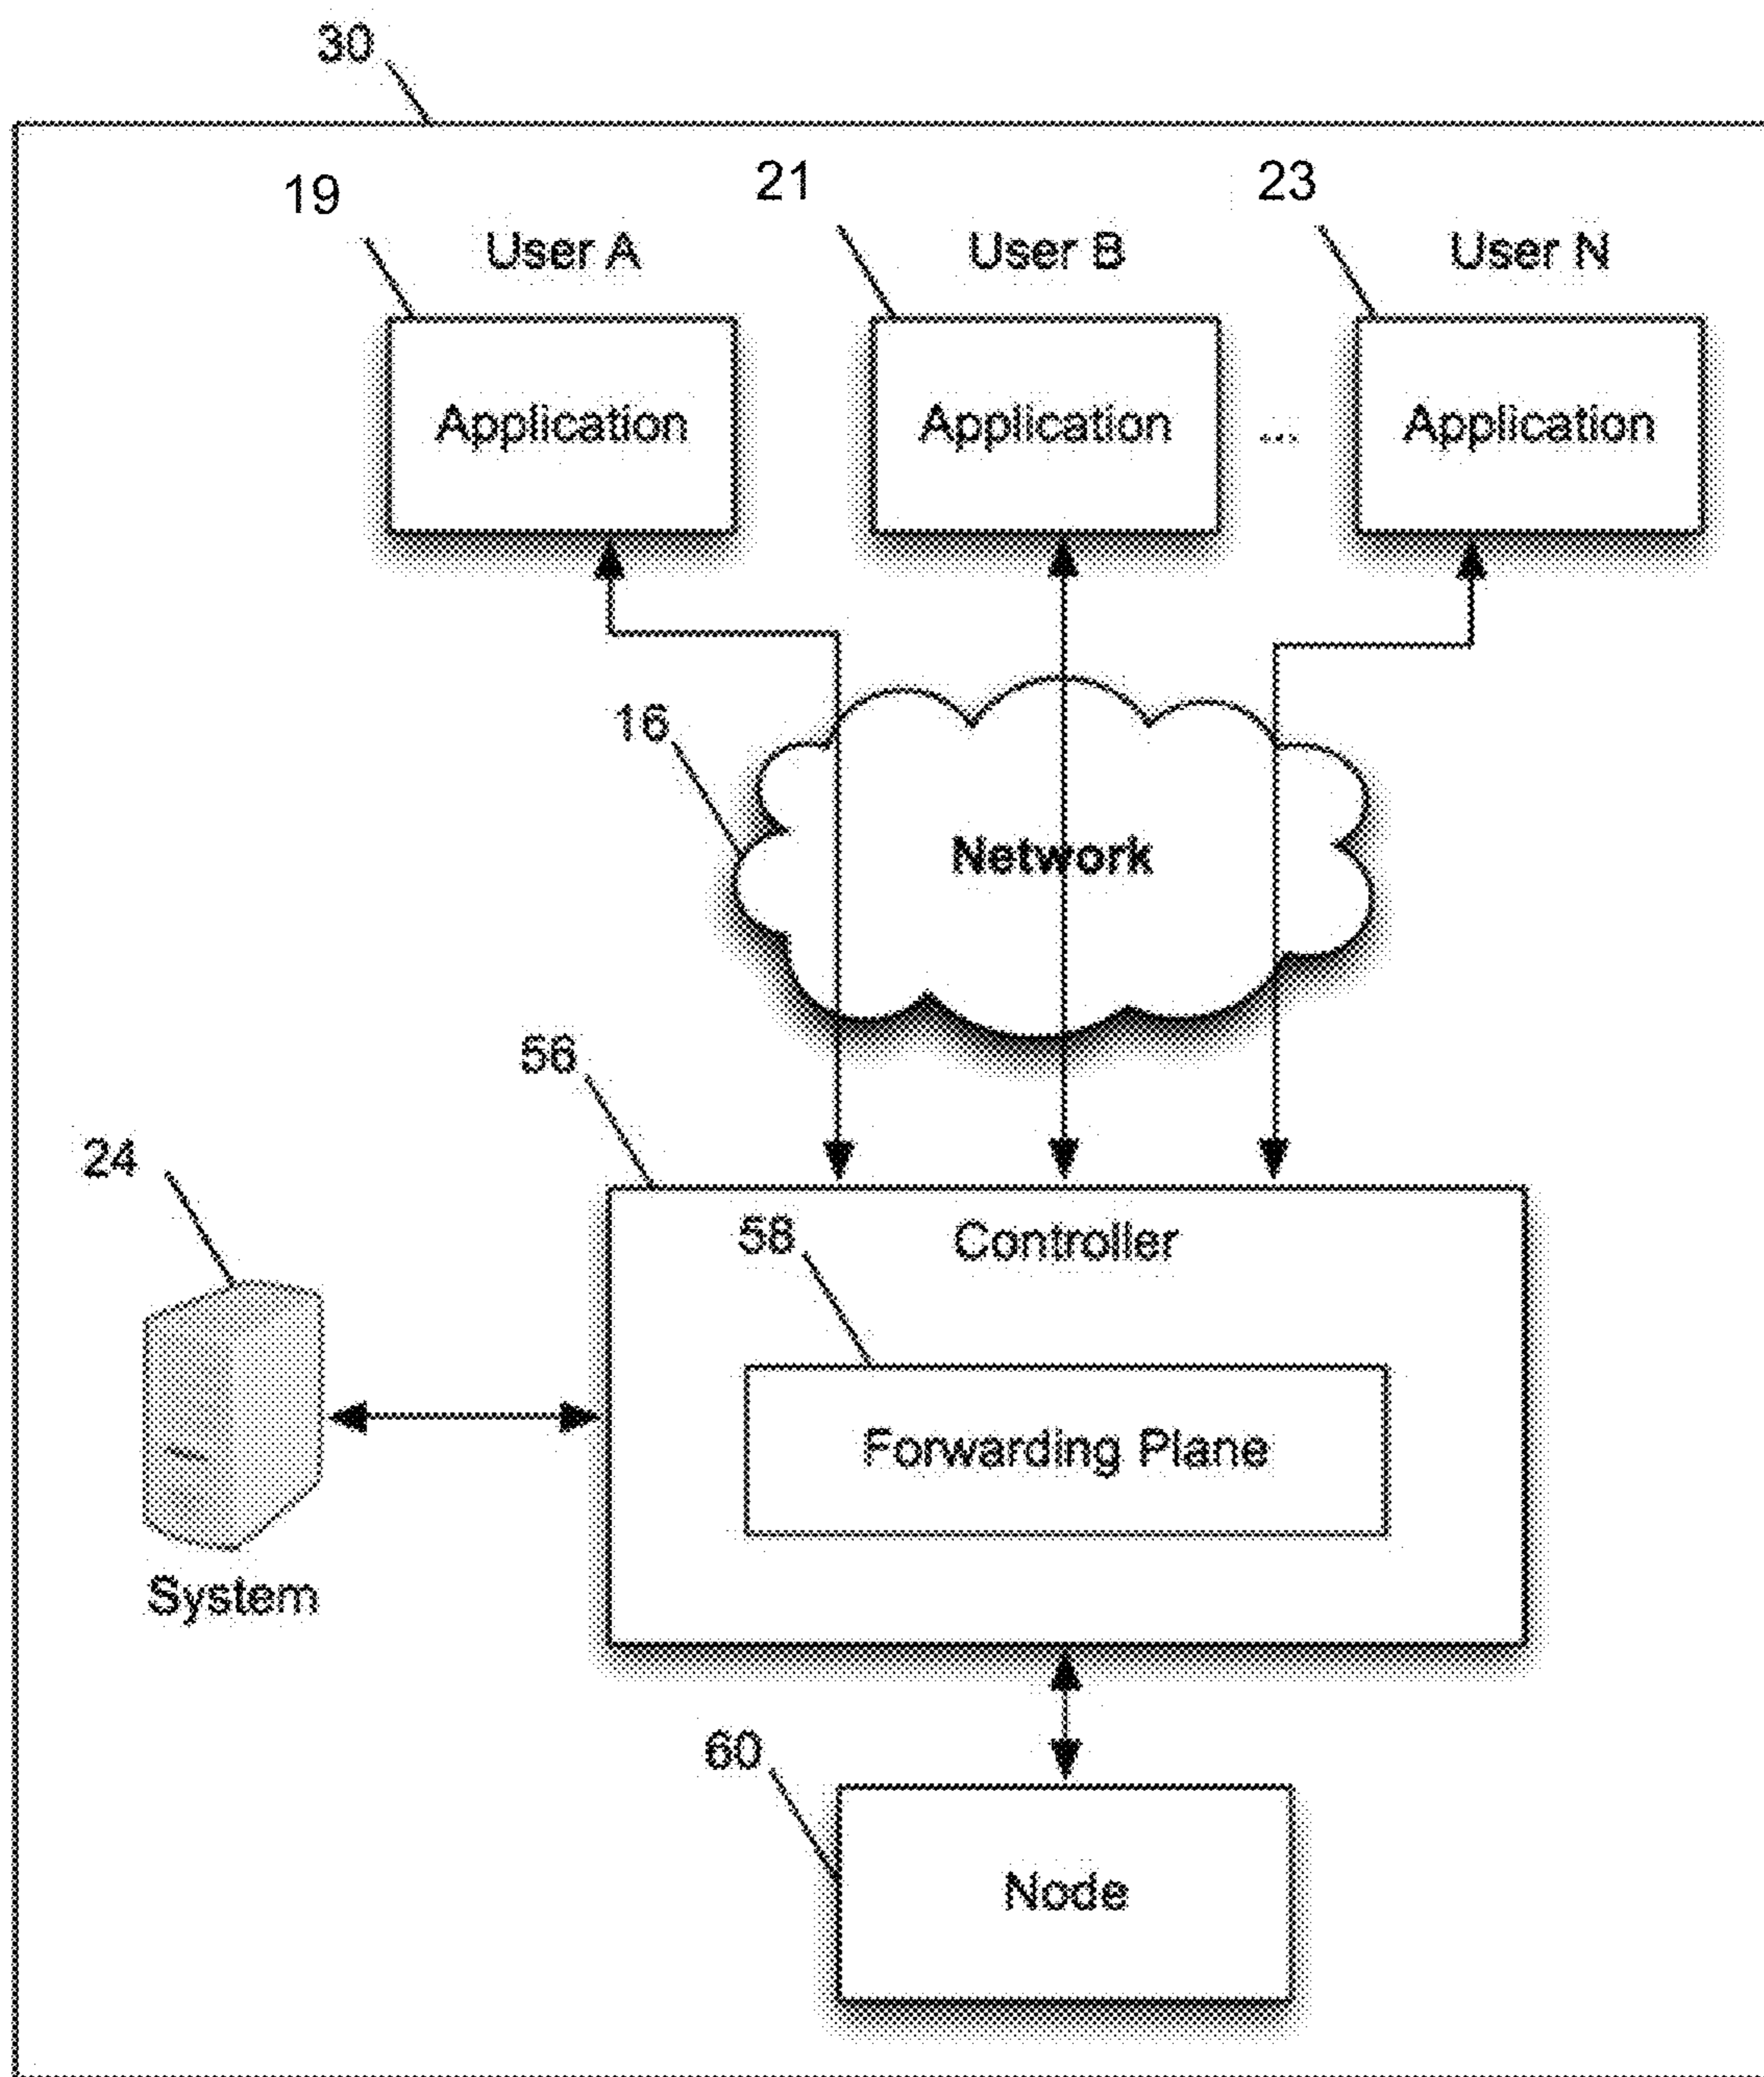 30
19
21
23
User A
User B
User N
Application
Application
...
Application
16
Network
56
24
58
Controller
Forwarding Plane
System
60
Node